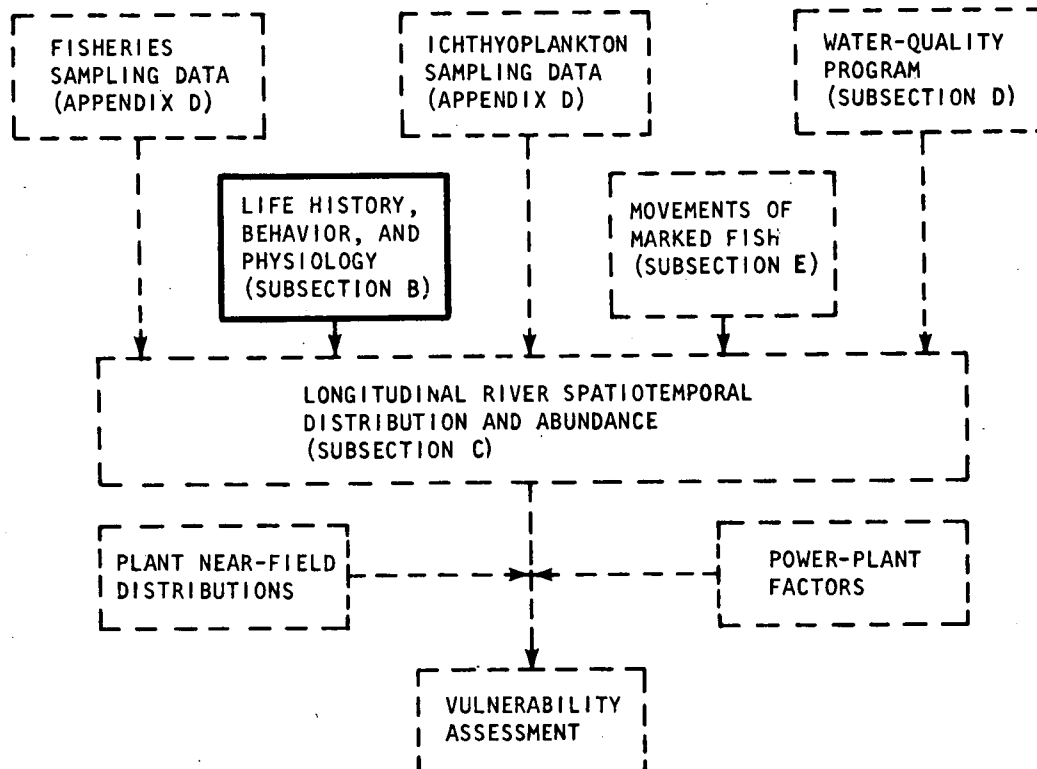 FISHERIES
SAMPLING DATA
(APPENDIX D)
ICHTHYOPLANKTON
SAMPLING DATA
(APPENDIX D)
WATER-QUALITY
PROGRAM
(SUBSECTION D)
LIFE HISTORY,
BEHAVIOR, AND
PHYSIOLOGY
(SUBSECTION B)
MOVEMENTS OF
MARKED FISH
(SUBSECTION E)
LONGITUDINAL RIVER SPATIOTEMPORAL
DISTRIBUTION AND ABUNDANCE
(SUBSECTION C)
PLANT NEAR-FIELD
DISTRIBUTIONS
POWER-PLANT
FACTORS
VULNERABILITY
ASSESSMENT